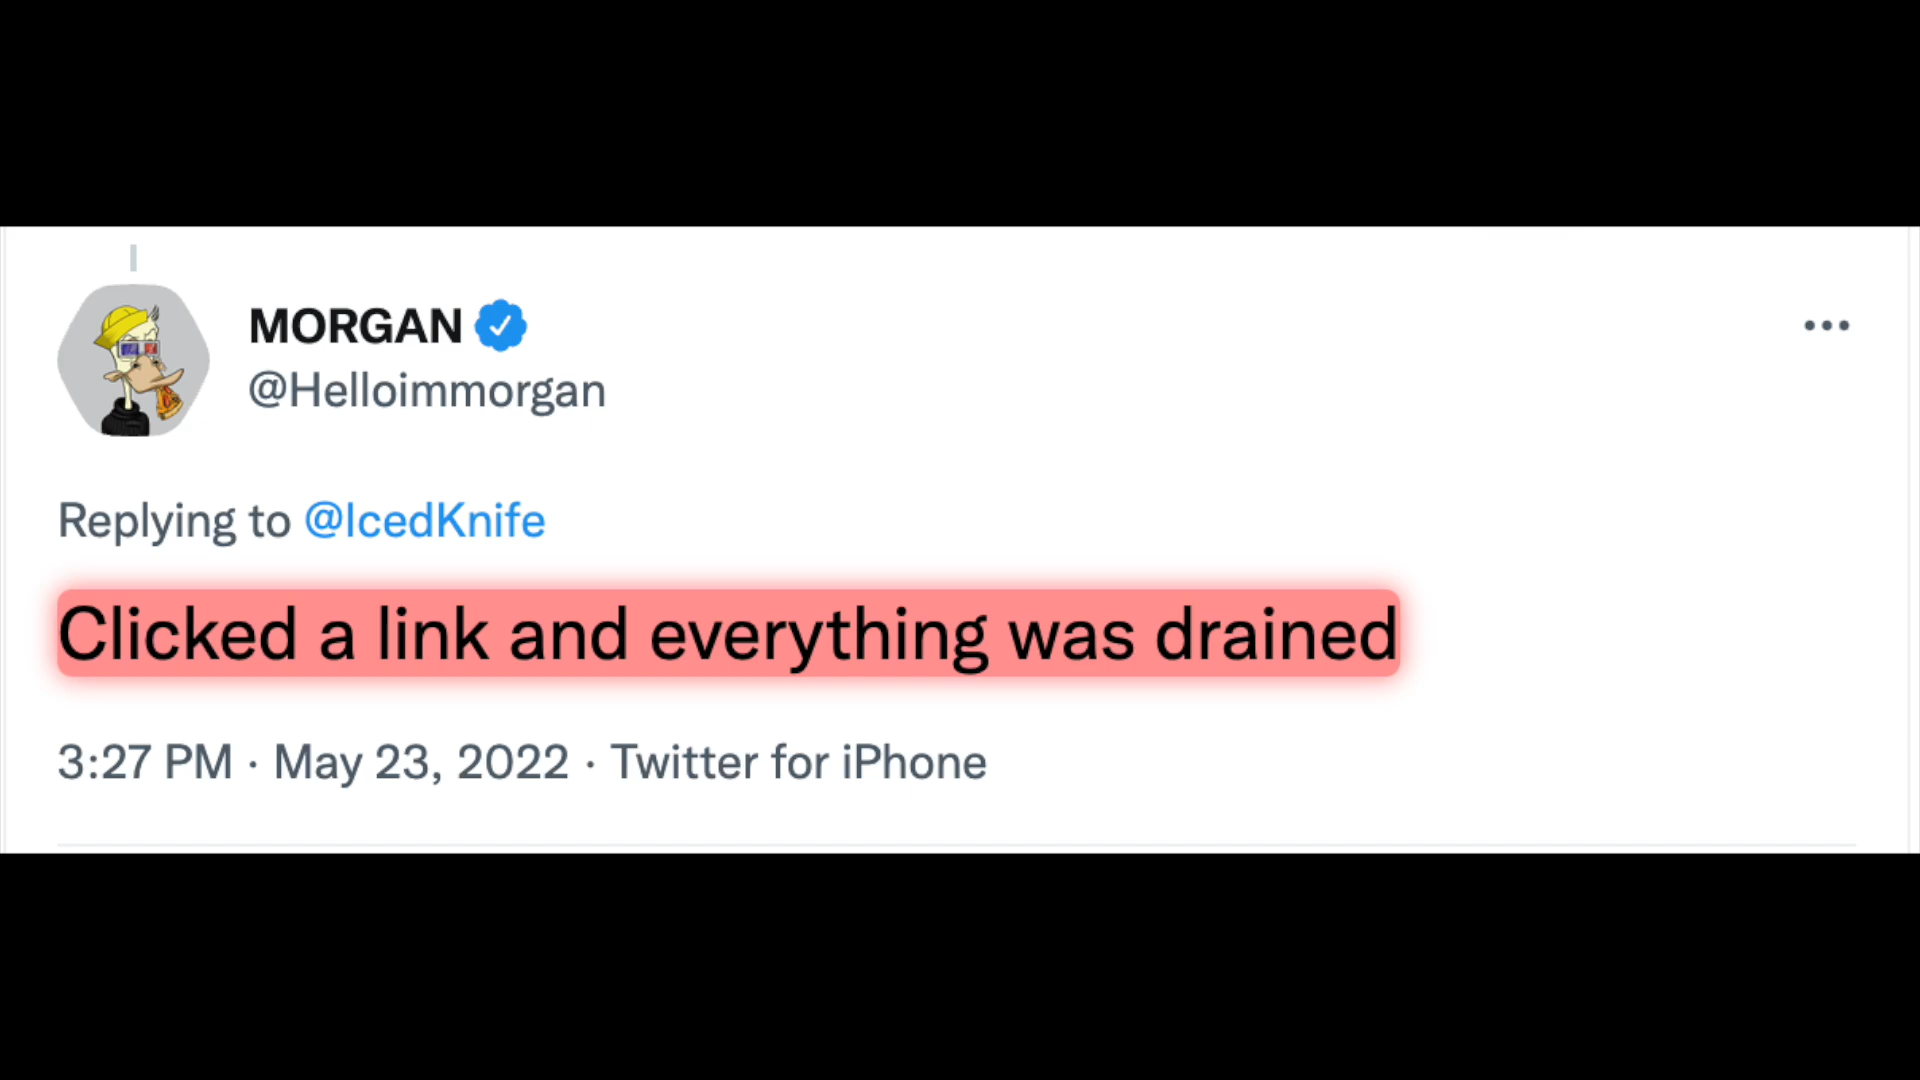 MORGAN
@Helloimmorgan
Replying to @IcedKnife
Clicked a link and everything was drained
3:27 PM · May 23, 2022 · Twitter for iPhone